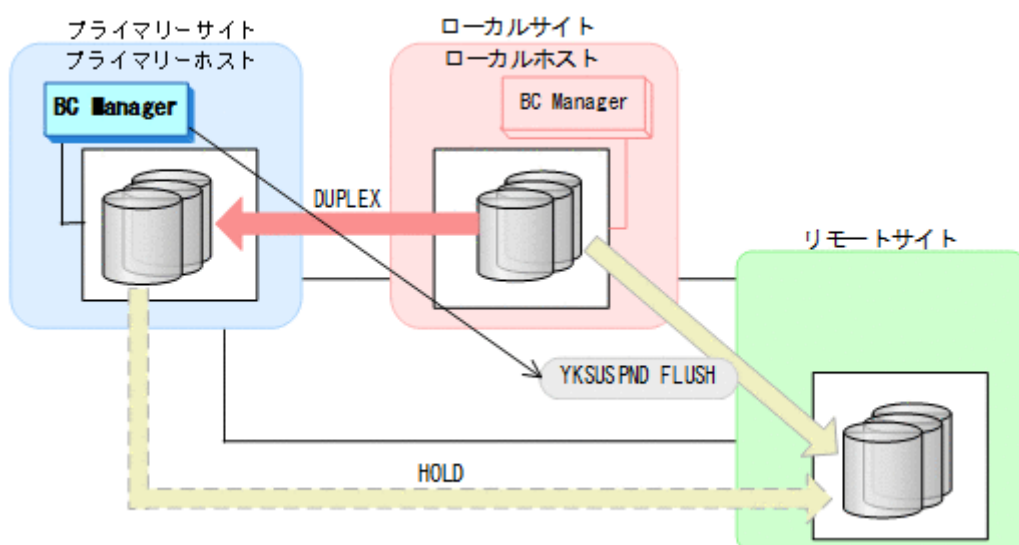 プライマリーサイト
プライマリーホスト
BC Manager
ローカルサイト
ローカルホスト
BC Manager
DUPLEX
リモートサイト
YKSUSPND FLUSH
HOLD